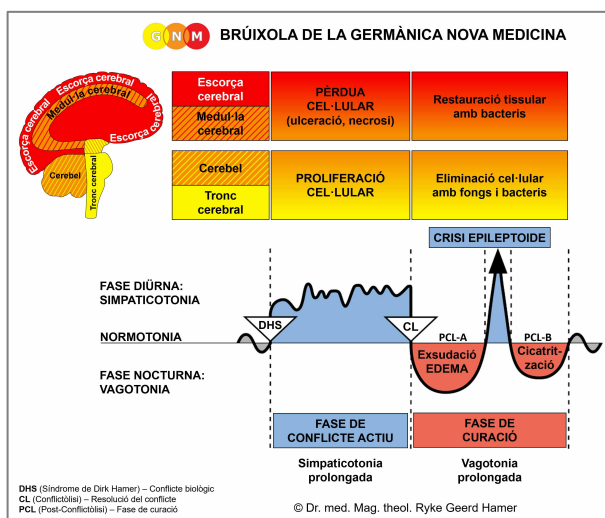 G N M BRÚIXOLA DE LA GERMÀNICA NOVA MEDICINA
Escorça cerebral
Escorça cerebral
Escorça cerebral
Escorça cerebral
Medul·la cerebral
Cerebel
Tronc cerebral
Escorça
cerebral
Medul·la
cerebral
PÈRDUA
CEL·LULAR
(ulceració, necrosi)
Restauració tissular
amb bacteris
Cerebel
Tronc
cerebral
PROLIFERACIÓ
CEL·LULAR
Eliminació cel·lular
amb fongs i bacteris
CRISI EPILEPTOIDE
FASE DIÜRNA:
SIMPATICOTONIA
DHS
CL
NORMOTONIA
PCL-A
PCL-B
Exsudació
EDEMA
Cicatrit-
zació
FASE NOCTURNA:
VAGOTONIA
FASE DE
CONFLICTE ACTIU
FASE DE
CURACIÓ
Simpaticotonia
prolongada
Vagotonia
prolongada
DHS (Síndrome de Dirk Hamer) – Conflicte biològic
CL (Conflictòlisi) – Resolució del conflicte
PCL (Post-Conflictòlisi) – Fase de curació
© Dr. med. Mag. theol. Ryke Geerd Hamer